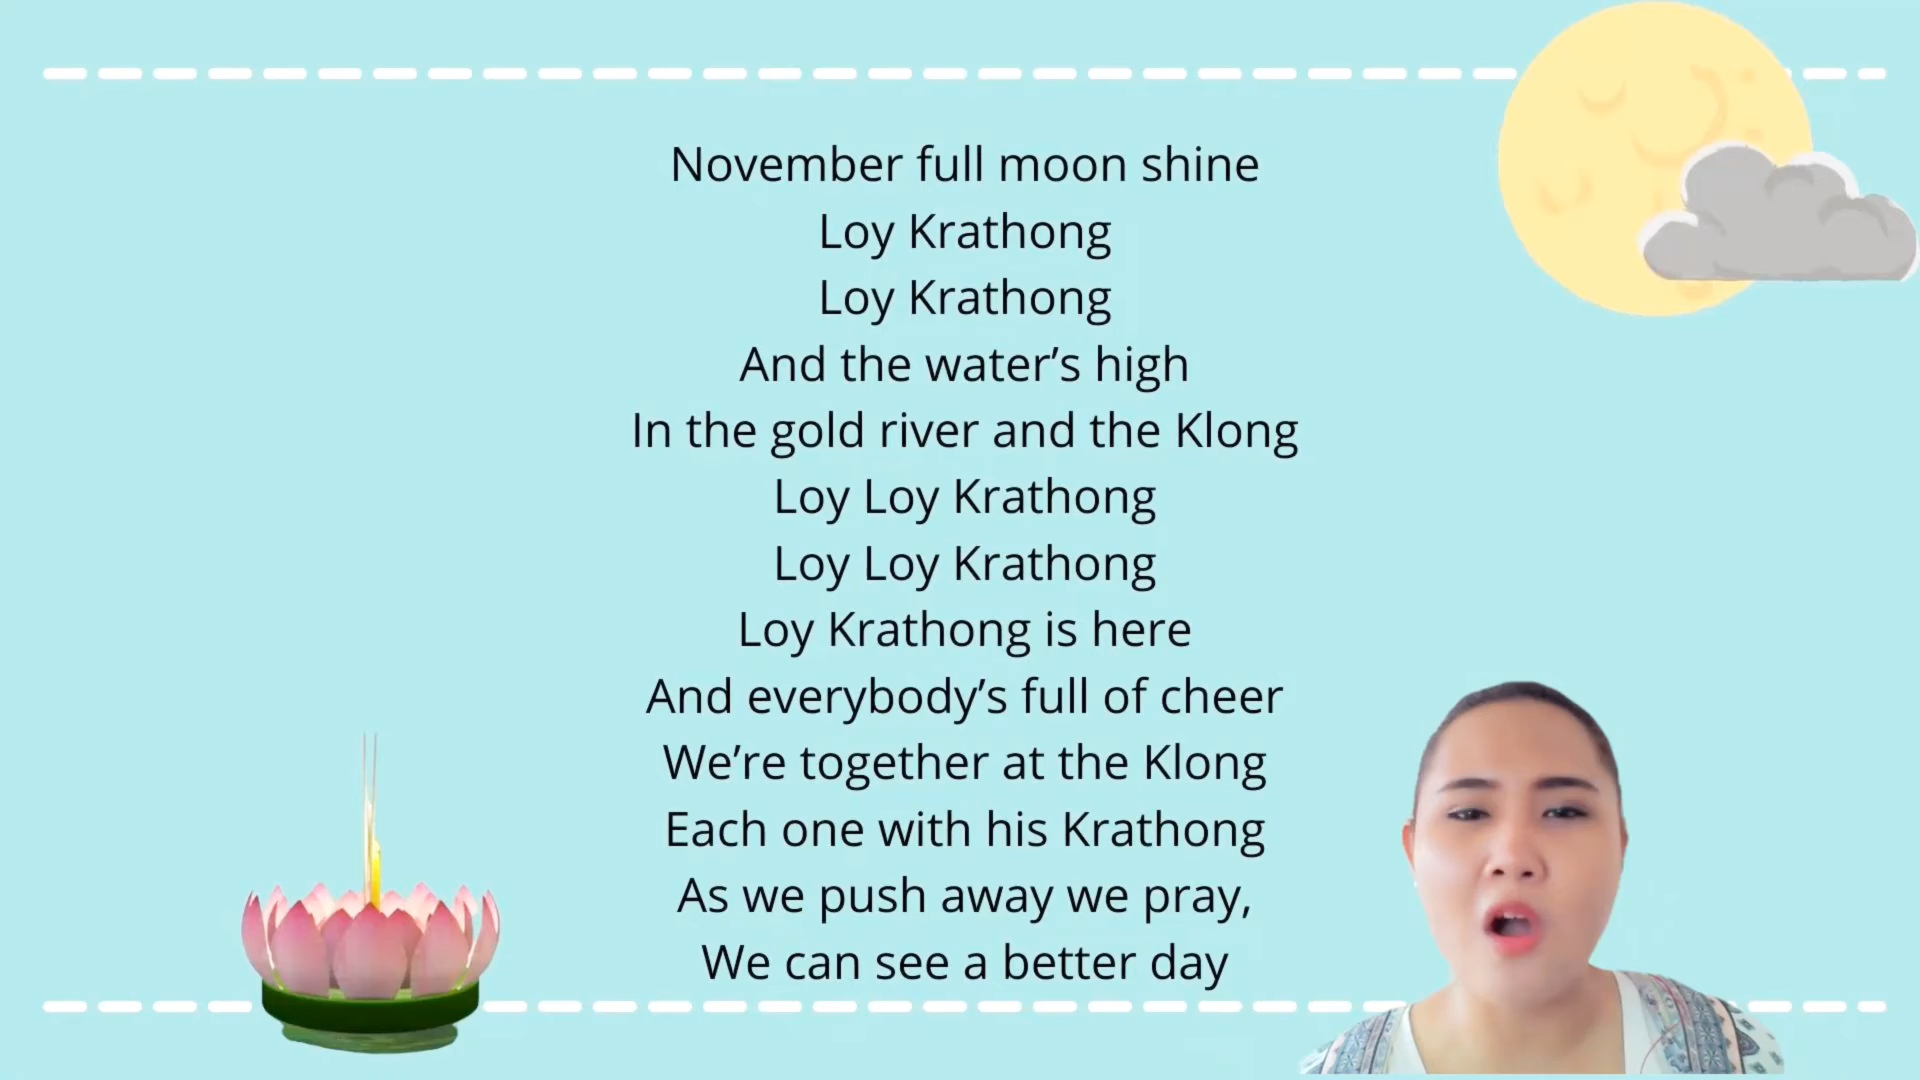 November full moon shine
Loy Krathong
Loy Krathong
And the water’s high
In the gold river and the Klong
Loy Loy Krathong
Loy Loy Krathong
Loy Krathong is here
And everybody’s full of cheer
We’re together at the Klong
Each one with his Krathong
As we push away we pray,
We can see a better day